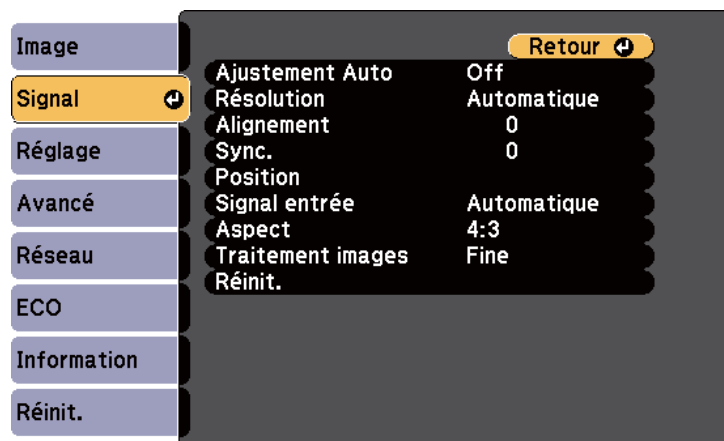 Image
Signal
Réglage
Avancé
Réseau
ECO
Information
Réinit.
Retour
Ajustement Auto Off
Résolution Automatique
Alignement 0
Sync. 0
Position
Signal entrée Automatique
Aspect 4:3
Traitement images Fine
Réinit.